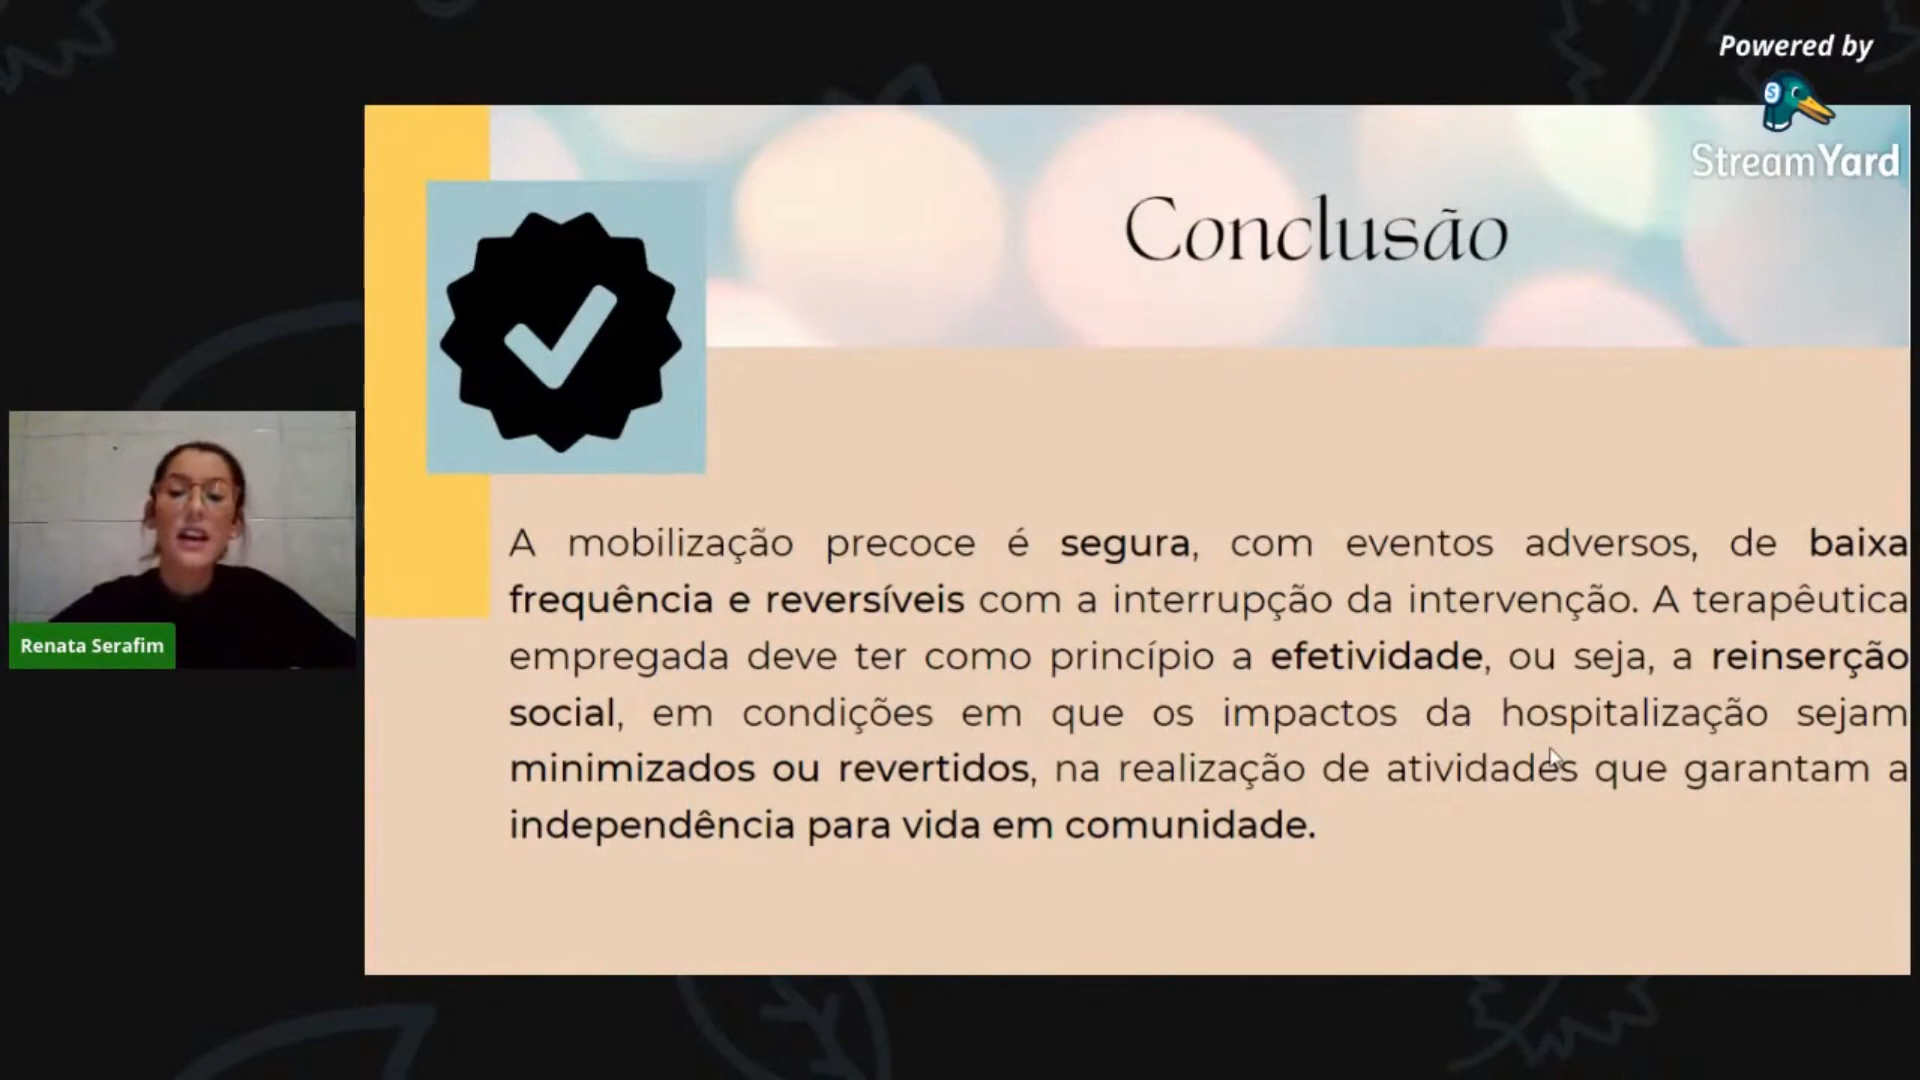 Powered by
StreamYard
Conclusão
A mobilização precoce é segura, com eventos adversos, de baixa
frequência e reversíveis com a interrupção da intervenção. A terapêutica
empregada deve ter como princípio a efetividade, ou seja, a reinserção
social, em condições em que os impactos da hospitalização sejam
minimizados ou revertidos, na realização de atividades que garantam a
independência para vida em comunidade.
Renata Serafim